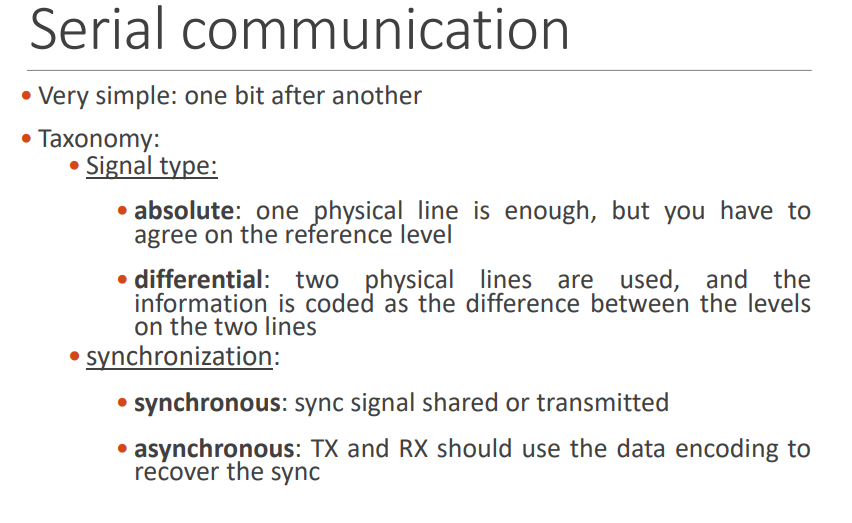 Serial communication
• Very simple: one bit after another
• Taxonomy:
• Signal type:
• absolute: one physical line is enough, but you have to
agree on the reference level
• differential: two physical lines are used, and the
information is coded as the difference between the levels
on the two lines
• synchronization:
• synchronous: sync signal shared or transmitted
• asynchronous: TX and RX should use the data encoding to
recover the sync